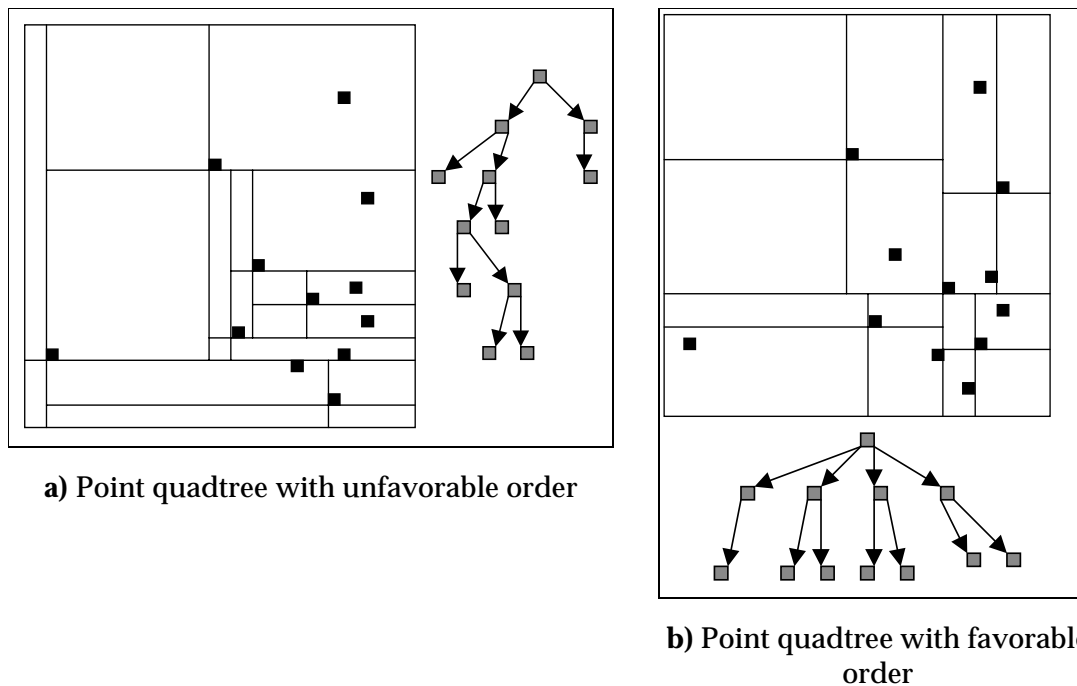 a) Point quadtree with unfavorable order
b) Point quadtree with favorable
order